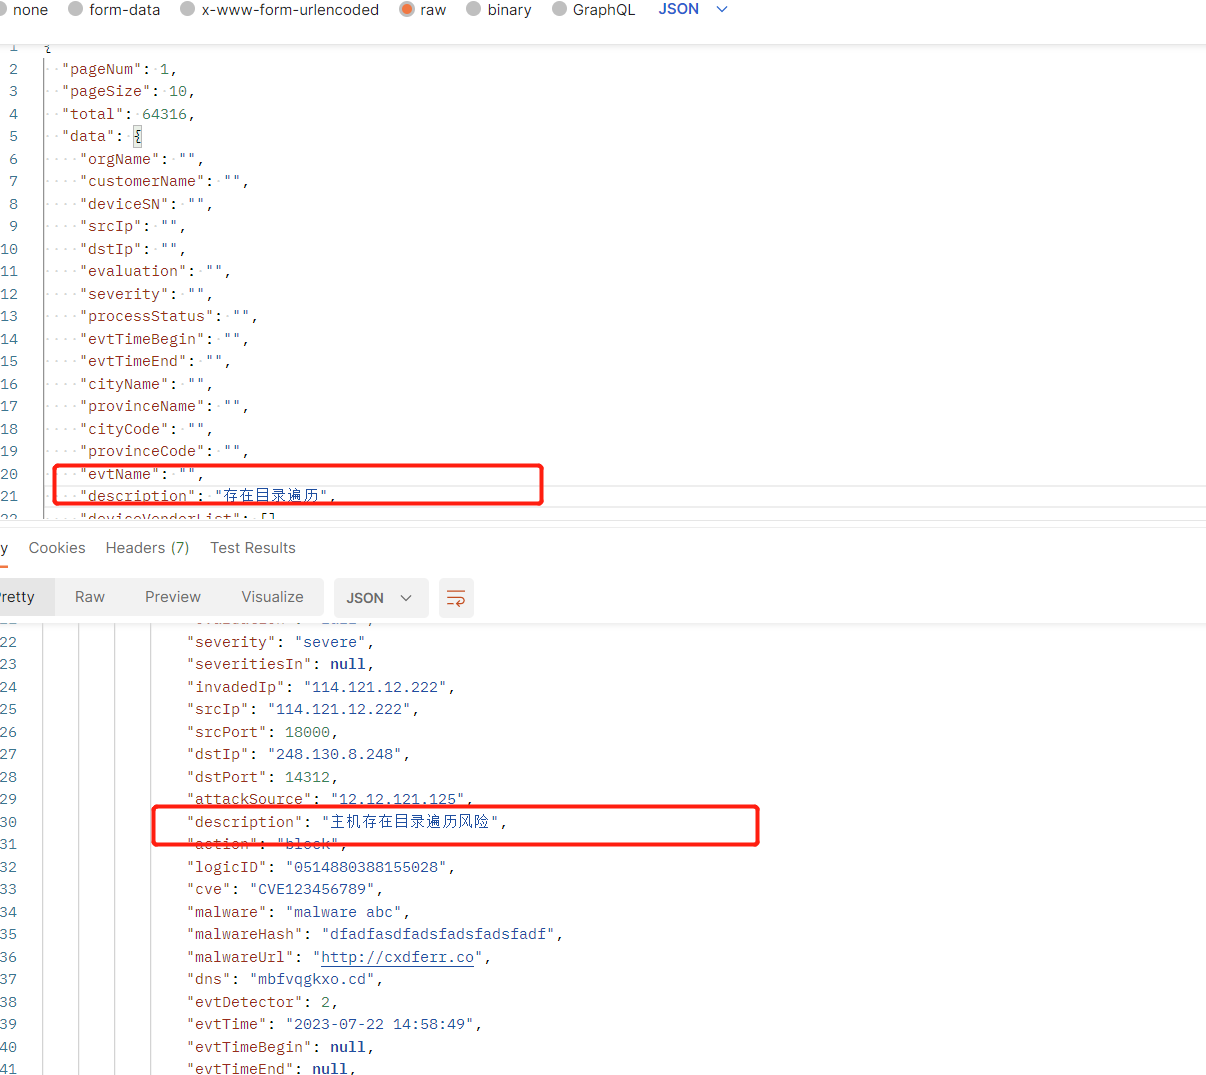 none form-data x-www-form-urlencoded raw binary GraphQL JSON
1 {
2 "pageNum": 1,
3 "pageSize": 10,
4 "total": 64316,
5 "data": {
6 "orgName": "",
7 "customerName": "",
8 "deviceSN": "",
9 "srcIp": "",
10 "dstIp": "",
11 "evaluation": "",
12 "severity": "",
13 "processStatus": "",
14 "evtTimeBegin": "",
15 "evtTimeEnd": "",
16 "cityName": "",
17 "provinceName": "",
18 "cityCode": "",
19 "provinceCode": "",
20 "evtName": "",
21 "description": "存在目录遍历",
22 "deviceVenderList": []
y Cookies Headers (7) Test Results
retty Raw Preview Visualize JSON
22 "severity": "severe",
23 "severitiesIn": null,
24 "invadedIp": "114.121.12.222",
25 "srcIp": "114.121.12.222",
26 "srcPort": 18000,
27 "dstIp": "248.130.8.248",
28 "dstPort": 14312,
29 "attackSource": "12.12.121.125",
30 "description": "主机存在目录遍历风险",
31 "action": "block",
32 "logicID": "0514880388155028",
33 "cve": "CVE123456789",
34 "malware": "malware abc",
35 "malwareHash": "dfadfasdfadsfadsfadsfadf",
36 "malwareUrl": "http://cxdferr.co",
37 "dns": "mbfvqgkxo.cd",
38 "evtDetector": 2,
39 "evtTime": "2023-07-22 14:58:49",
40 "evtTimeBegin": null,
41 "evtTimeEnd": null,